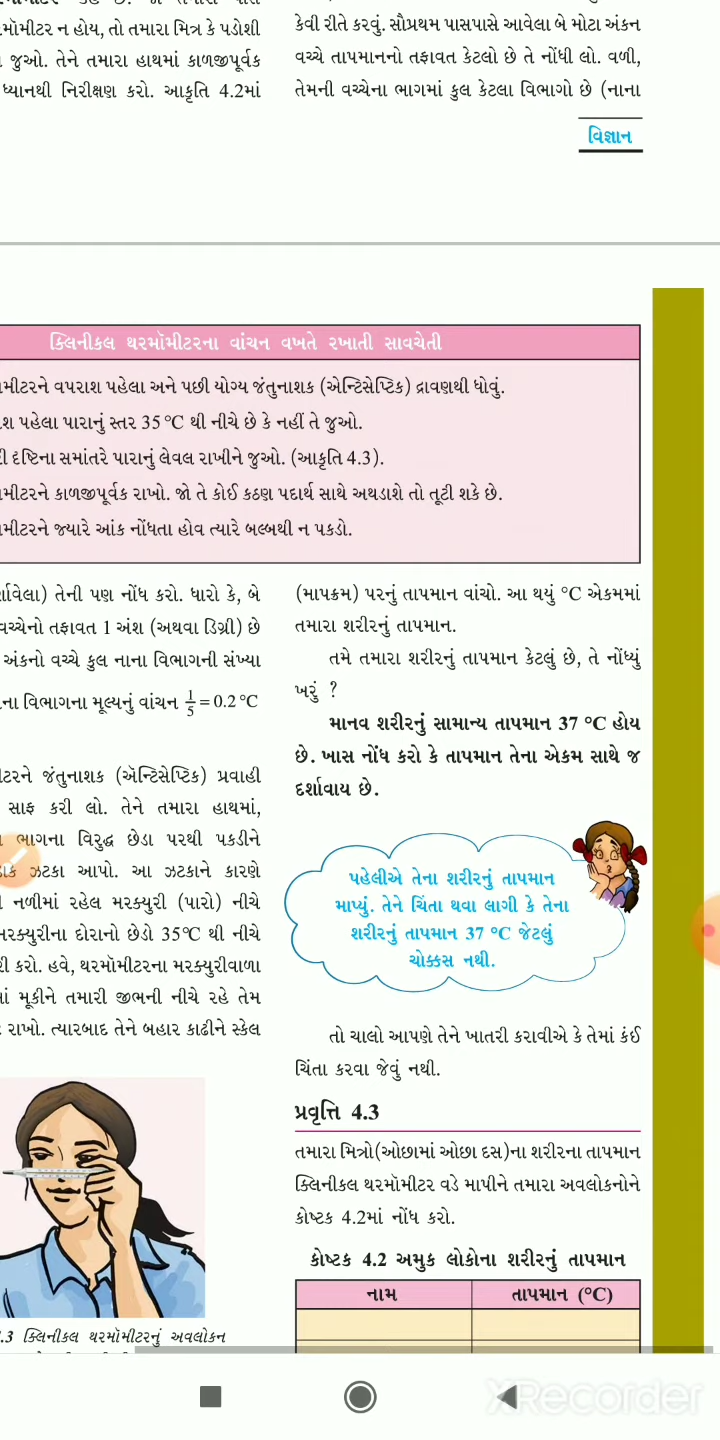 ન હોય, તો તમારા મિત્ર કે પડોશી
જુઓ. તેને તમારા હાથમાં કાળજીપૂર્વક
ધ્યાનથી નિરીક્ષણ કરો. આકૃતિ 4.2માં
કેવી રીતે કરવું. સૌપ્રથમ પાસપાસે આવેલા બે મોટા અંકન
વચ્ચે તાપમાનનો તફાવત કેટલો છે તે નોંધી લો. વળી,
તેમની વચ્ચેના ભાગમાં કુલ કેટલા વિભાગો છે (નાના
વિજ્ઞાન
ક્લિનીકલ થરમૉમીટરના વાંચન વખતે રખાતી સાવચેતી
મીટરને વપરાશ પહેલા અને પછી યોગ્ય જંતુનાશક (એન્ટિસેપ્ટિક) દ્રાવણથી ધોવું.
શ પહેલા પારાનું સ્તર 35 °C થી નીચે છે કે નહીં તે જુઓ.
ી દૃષ્ટિના સમાંતરે પારાનું લેવલ રાખીને જુઓ. (આકૃતિ 4.3).
મીટરને કાળજીપૂર્વક રાખો. જો તે કોઈ કઠણ પદાર્થ સાથે અથડાશે તો તૂટી શકે છે.
મીટરને જ્યારે આંક નોંધતા હોવ ત્યારે બલ્બથી ન પકડો.
ર્શાવેલા) તેની પણ નોંધ કરો. ધારો કે, બે
વચ્ચેનો તફાવત 1 અંશ (અથવા ડિગ્રી) છે
અંકનો વચ્ચે કુલ નાના વિભાગની સંખ્યા
ના વિભાગના મૂલ્યનું વાંચન 1/5 = 0.2 °C
ટરને જંતુનાશક (ઍન્ટિસેપ્ટિક) પ્રવાહી
સાફ કરી લો. તેને તમારા હાથમાં,
ભાગના વિરુદ્ધ છેડા પરથી પકડીને
ઝટકા આપો. આ ઝટકાને કારણે
નળીમાં રહેલ મરક્યુરી (પારો) નીચે
મરક્યુરીના દોરાનો છેડો 35°C થી નીચે
રી કરો. હવે, થરમૉમીટરના મરક્યુરીવાળા
ાં મૂકીને તમારી જીભની નીચે રહે તેમ
રાખો. ત્યારબાદ તેને બહાર કાઢીને સ્કેલ
.3 ક્લિનીકલ થરમૉમીટરનું અવલોકન
(માપક્રમ) પરનું તાપમાન વાંચો. આ થયું °C એકમમાં
તમારા શરીરનું તાપમાન.
તમે તમારા શરીરનું તાપમાન કેટલું છે, તે નોંધ્યું
ખરું ?
માનવ શરીરનું સામાન્ય તાપમાન 37 °C હોય
છે. ખાસ નોંધ કરો કે તાપમાન તેના એકમ સાથે જ
દર્શાવાય છે.
પહેલીએ તેના શરીરનું તાપમાન
માપ્યું. તેને ચિંતા થવા લાગી કે તેના
શરીરનું તાપમાન 37 °C જેટલું
ચોક્કસ નથી.
તો ચાલો આપણે તેને ખાતરી કરાવીએ કે તેમાં કંઈ
ચિંતા કરવા જેવું નથી.
પ્રવૃત્તિ 4.3
તમારા મિત્રો(ઓછામાં ઓછા દસ)ના શરીરના તાપમાન
ક્લિનીકલ થરમૉમીટર વડે માપીને તમારા અવલોકનોને
કોષ્ટક 4.2માં નોંધ કરો.
કોષ્ટક 4.2 અમુક લોકોના શરીરનું તાપમાન
નામ તાપમાન (°C)
XRecorder